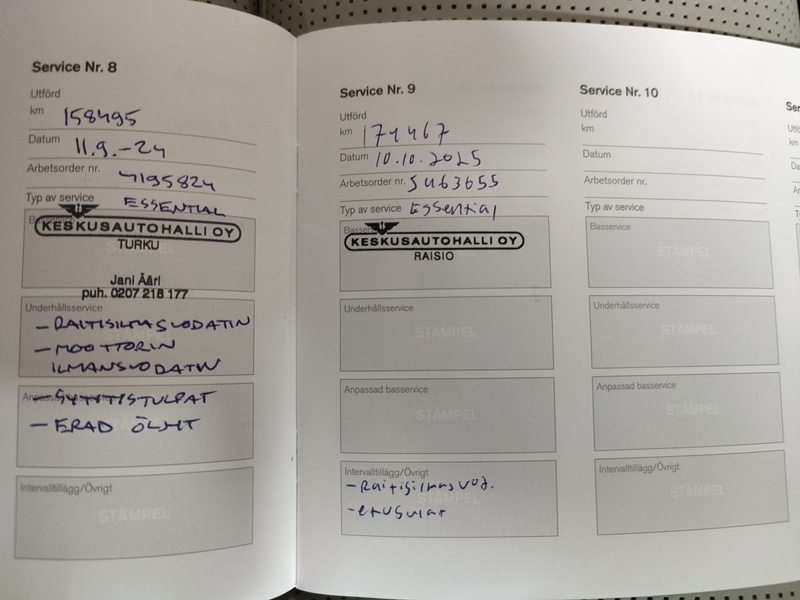 Service Nr. 8
Utförd
km 158495
Datum 11.9.-24
Arbetsorder nr. 4195824
Typ av service ESSENTIAL
KESKUSAUTOHALLI OY
TURKU
STÄMPEL
Jani Ääri
puh. 0207 218 177
Underhållsservice
- RAITISILMASUODATIN
- MOOTTORIN
ILMANSUODATIN
- SYTYTYSTULPAT
- ERAD ÖLJYT
Intervalltillägg/Övrigt
STÄMPEL
Service Nr. 9
Utförd
km 174467
Datum 10.10.2025
Arbetsorder nr. 5463655
Typ av service Essential
KESKUSAUTOHALLI OY
RAISIO
Underhållsservice
STÄMPEL
Anpassad basservice
STÄMPEL
Intervalltillägg/Övrigt
STÄMPEL
- Raitisilmasuod.
Service Nr. 10
Utförd
km
Datum
Arbetsorder nr.
Typ av service
Basservice
STÄMPEL
Underhållsservice
STÄMPEL
Anpassad basservice
STÄMPEL
Intervalltillägg/Övrigt
STÄMPEL